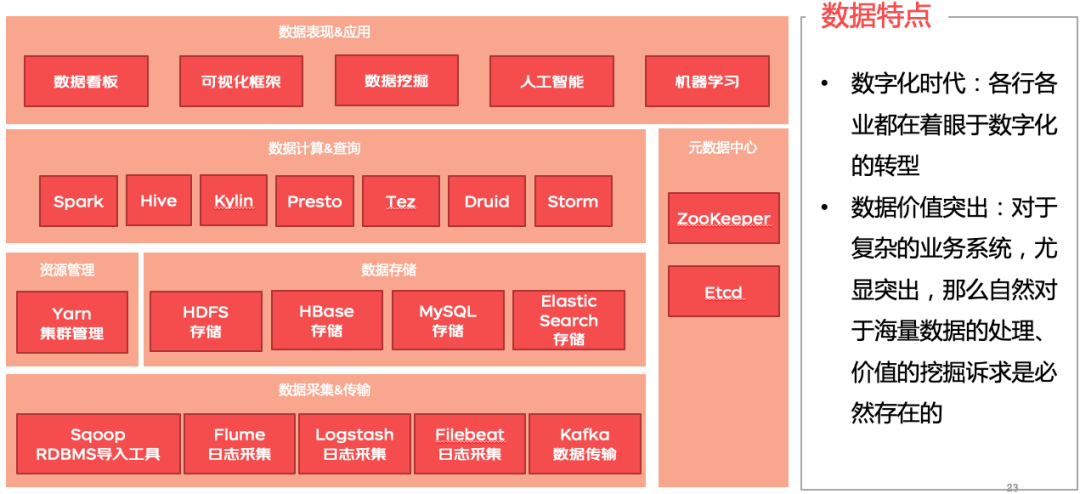 数据表现&应用
数据看板
可视化框架
数据挖掘
人工智能
机器学习
数据计算&查询
Spark
Hive
Kylin
Presto
Tez
Druid
Storm
元数据中心
ZooKeeper
Etcd
资源管理
Yarn
集群管理
数据存储
HDFS
存储
HBase
存储
MySQL
存储
Elastic
Search
存储
数据采集&传输
Sqoop
RDBMS导入工具
Flume
日志采集
Logstash
日志采集
Filebeat
日志采集
Kafka
数据传输
数据特点
• 数字化时代：各行各
业都在着眼于数字化
的转型
• 数据价值突出：对于
复杂的业务系统，尤
显突出，那么自然对
于海量数据的处理、
价值的挖掘诉求是必
然存在的
23